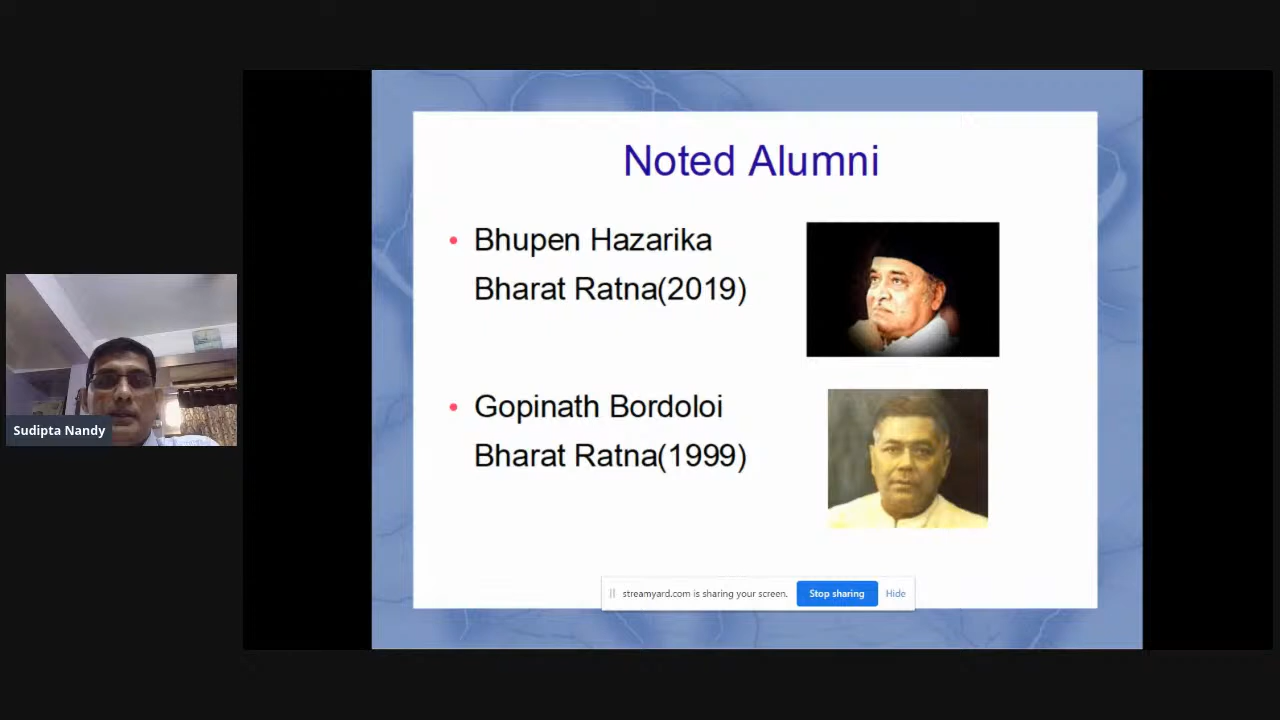 Noted Alumni
• Bhupen Hazarika
Bharat Ratna(2019)
• Gopinath Bordoloi
Bharat Ratna(1999)
Sudipta Nandy
streamyard.com is sharing your screen. Stop sharing Hide